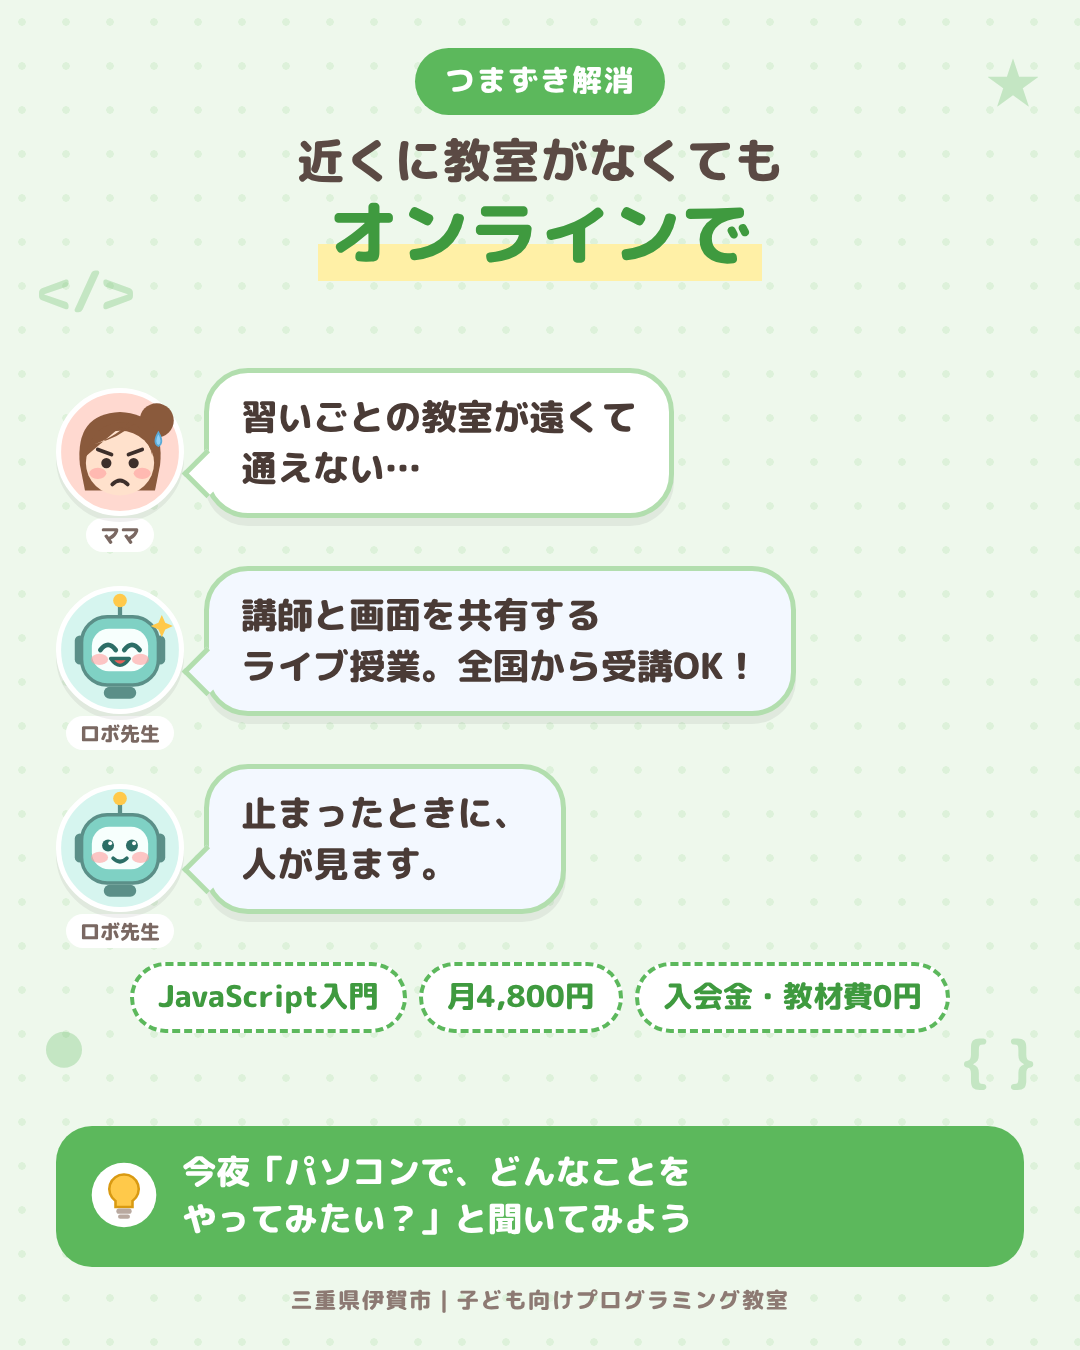 つまずき解消
近くに教室がなくても
オンラインで
</>
習いごとの教室が遠くて
通えない…
ママ
講師と画面を共有する
ライブ授業。全国から受講OK！
ロボ先生
止まったときに、
人が見ます。
ロボ先生
JavaScript入門
月4,800円
入会金・教材費0円
{ }
今夜「パソコンで、どんなことを
やってみたい？」と聞いてみよう
三重県伊賀市｜子ども向けプログラミング教室